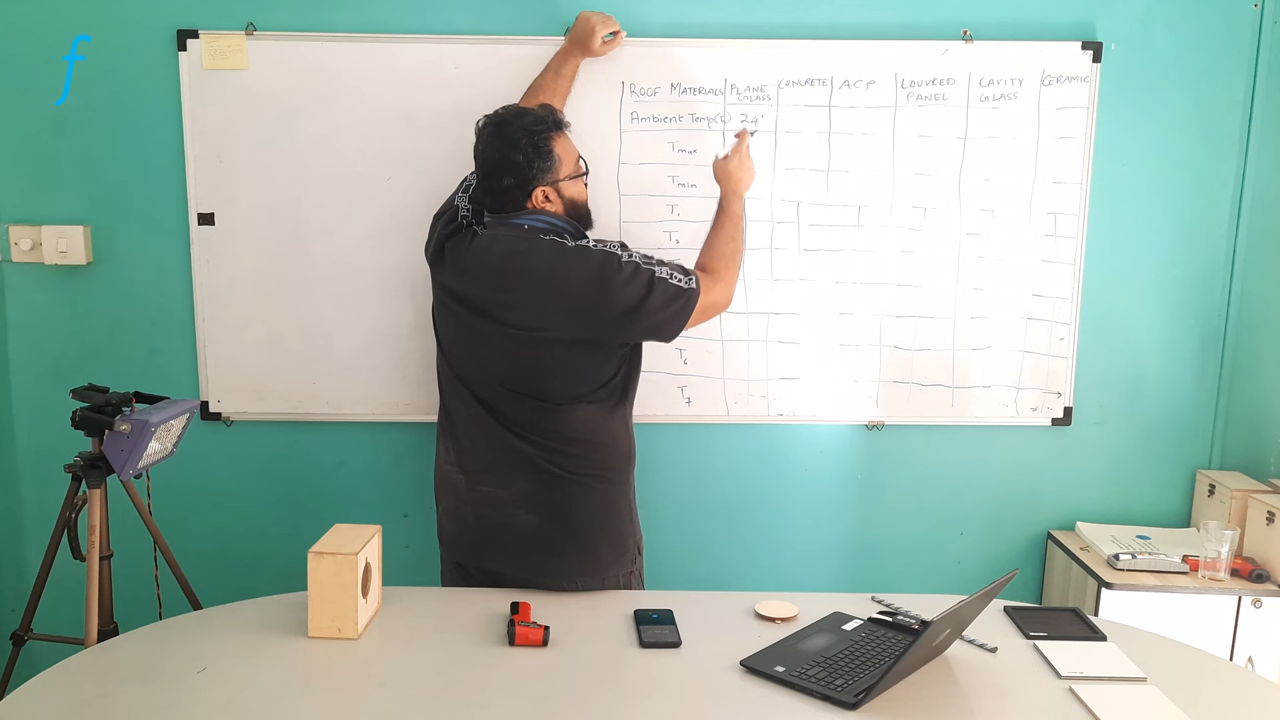 f
ROOF MATERIALS PLANE GLASS CONCRETE ACP LOUVRED PANEL CAVITY GLASS CERAMIC
Ambient Temp 24°
Tmax
Tmin
T1
T2
T6
T7